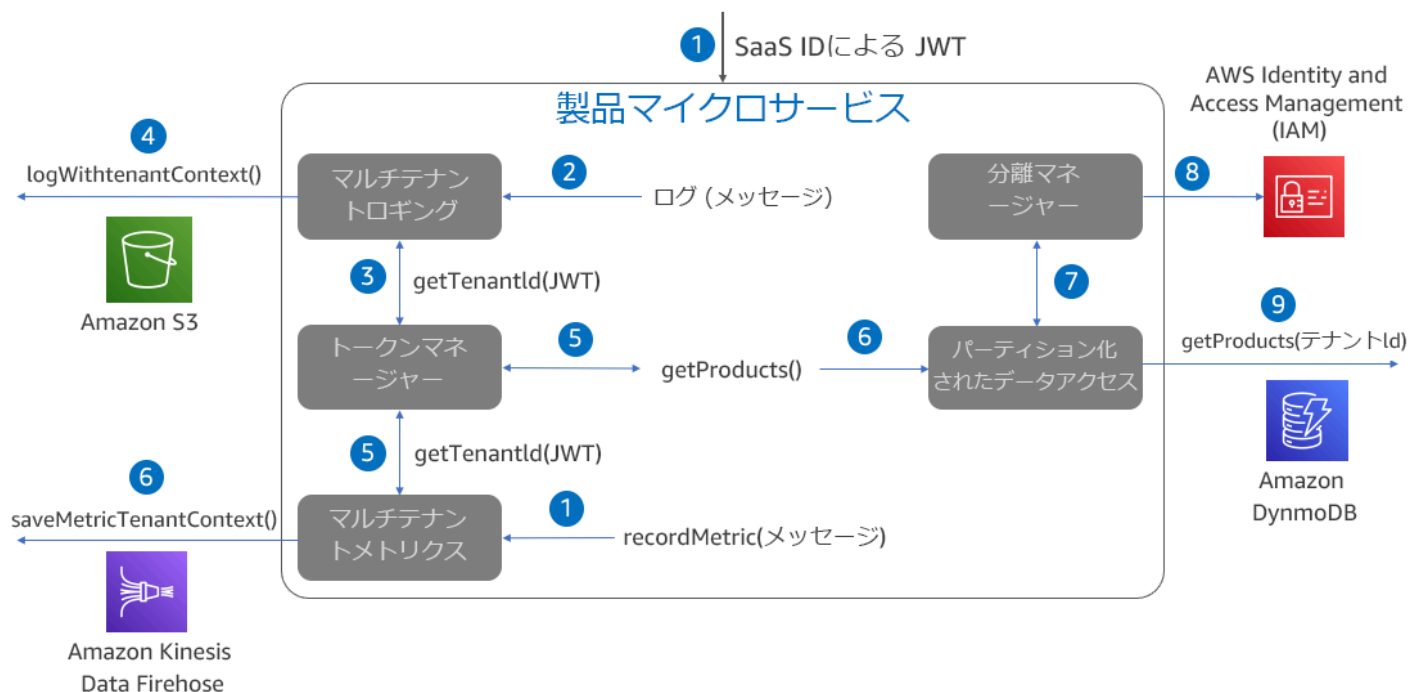 1
SaaS IDによる JWT
製品マイクロサービス
AWS Identity and
Access Management
(IAM)
4
logWithtenantContext()
マルチテナン
トロギング
2
ログ (メッセージ)
分離マネ
ージャー
8
Amazon S3
3
getTenantld(JWT)
7
9
getProducts(テナントld)
トークンマネ
ージャー
5
getProducts()
6
パーティション化
されたデータアクセス
5
getTenantld(JWT)
Amazon
DynmoDB
6
saveMetricTenantContext()
マルチテナン
トメトリクス
1
recordMetric(メッセージ)
Amazon Kinesis
Data Firehose